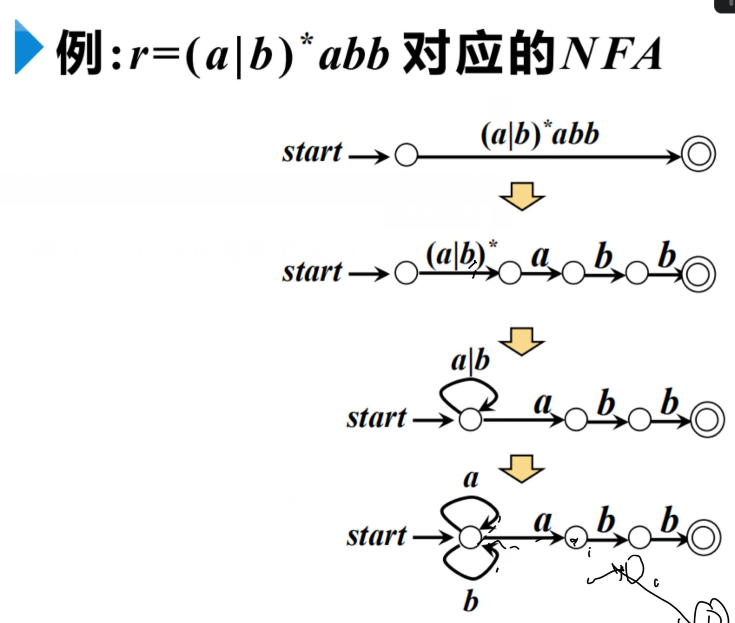 例:r=(a|b)*abb 对应的NFA
(a|b)*abb
start
(a|b)* a b b
start
a|b
start a b b
a
start a b b
b